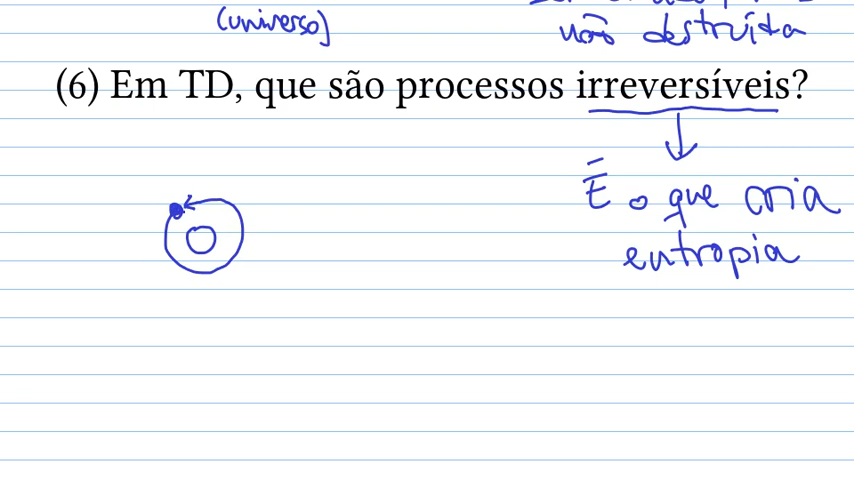 (universo)
não destruída
(6) Em TD, que são processos irreversíveis?
É o que cria
entropia